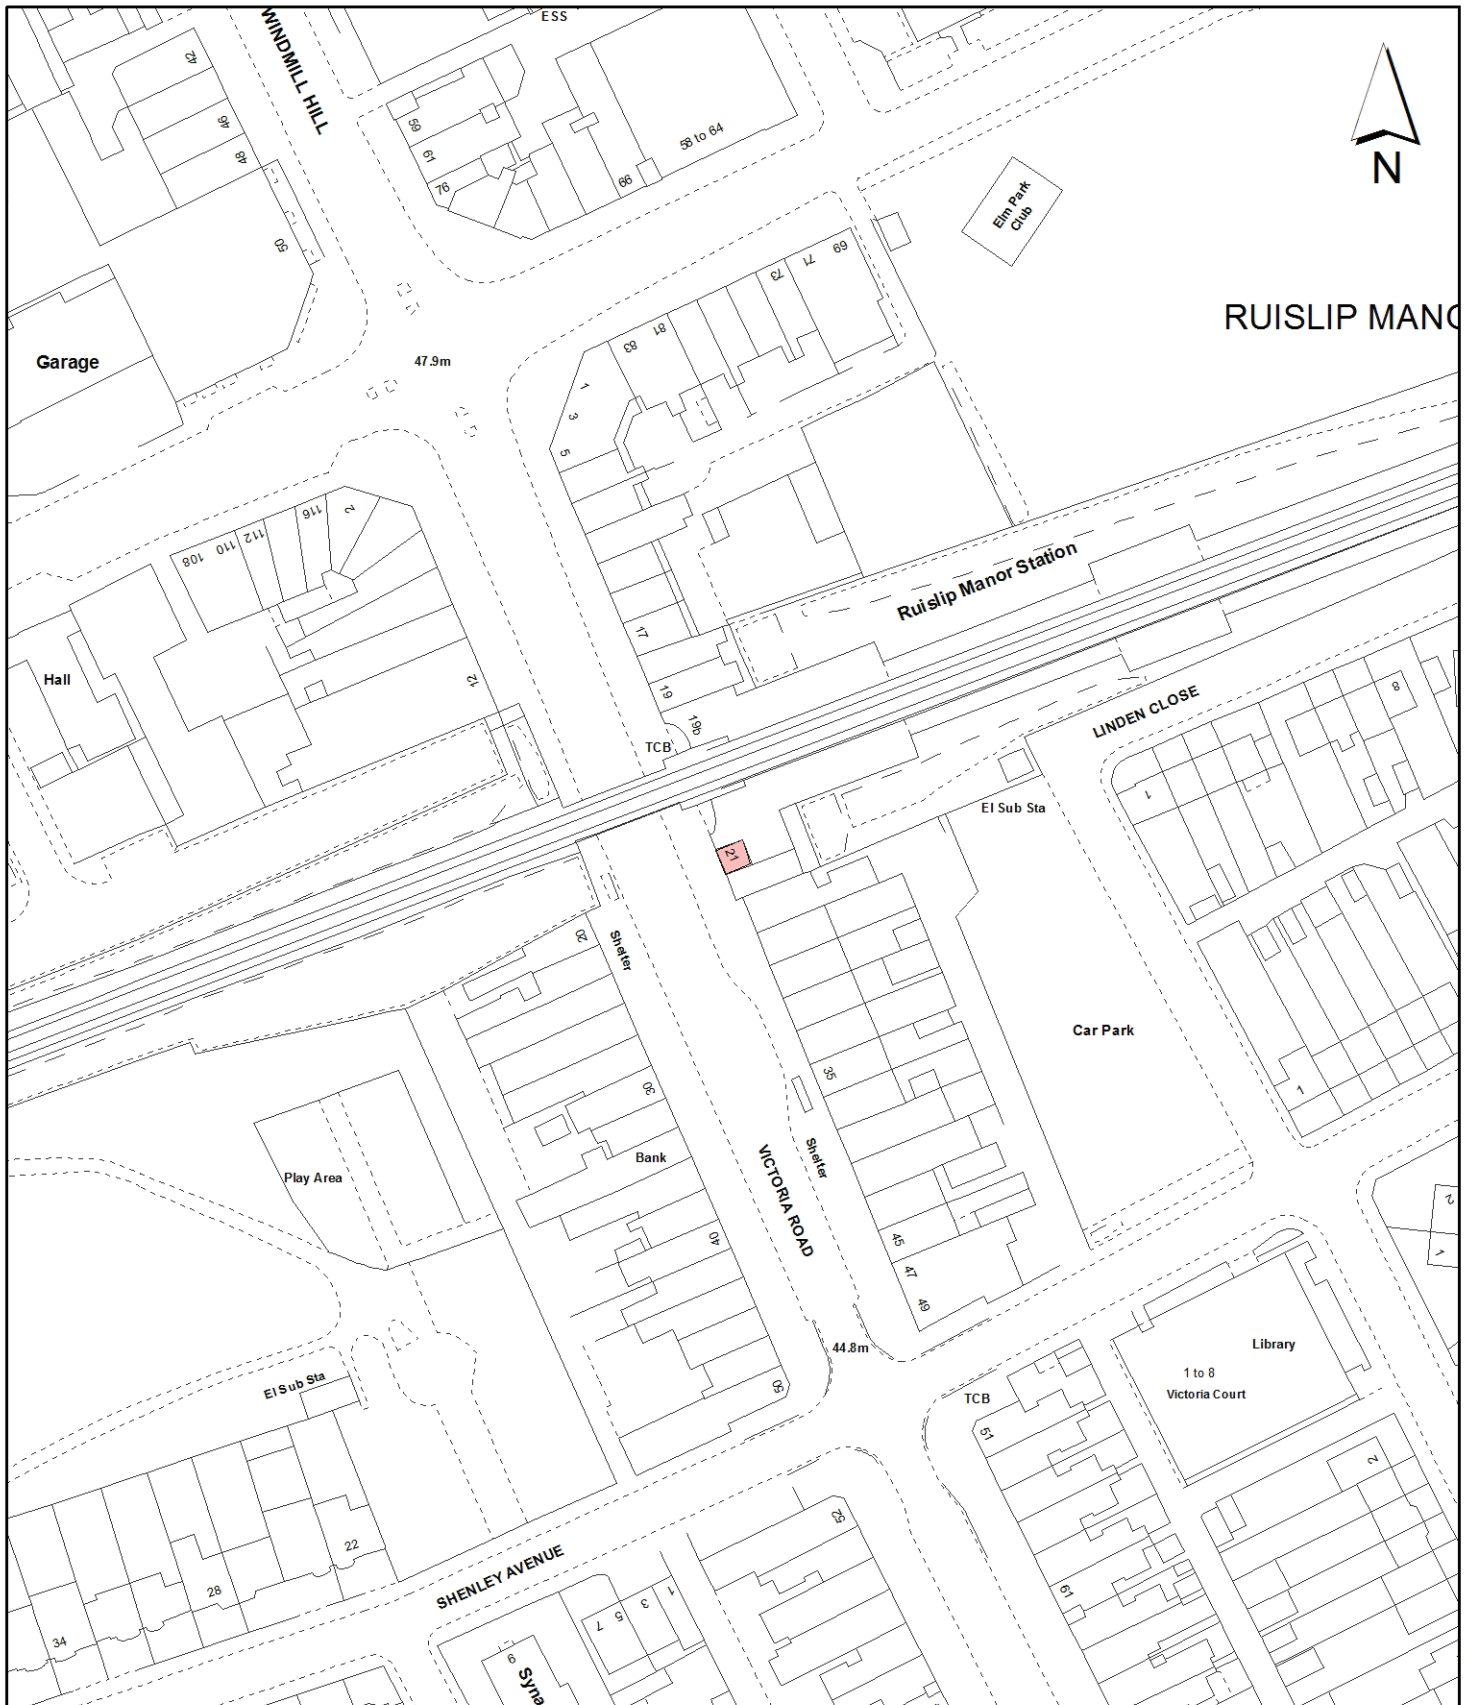 ESS
WINDMILL HILL
42
46
48
50
59
61
76
66
58 to 64
Elm Park
Club
N
RUISLIP MANO
Garage
47.9m
69
71
73
81
83
1
3
5
17
19
19b
108
110
112
116
2
12
Hall
TCB
Ruislip Manor Station
LINDEN CLOSE
8
1
El Sub Sta
21
20
Shelter
30
Bank
40
50
35
Shelter
VICTORIA ROAD
45
47
49
Car Park
1
2
1
Play Area
El Sub Sta
44.8m
Library
1 to 8
Victoria Court
TCB
51
2
61
52
22
28
34
SHENLEY AVENUE
1
3
5
7
9
Syna